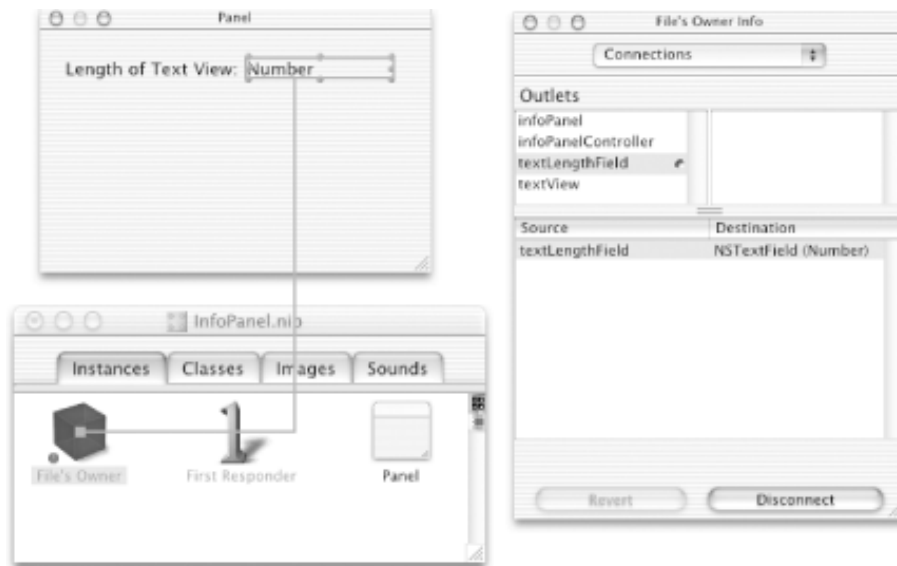 Panel
Length of Text View: Number
InfoPanel.nib
Instances Classes Images Sounds
File's Owner First Responder Panel
File's Owner Info
Connections
Outlets
infoPanel
infoPanelController
textLengthField
textView
Source Destination
textLengthField NSTextField (Number)
Revert Disconnect